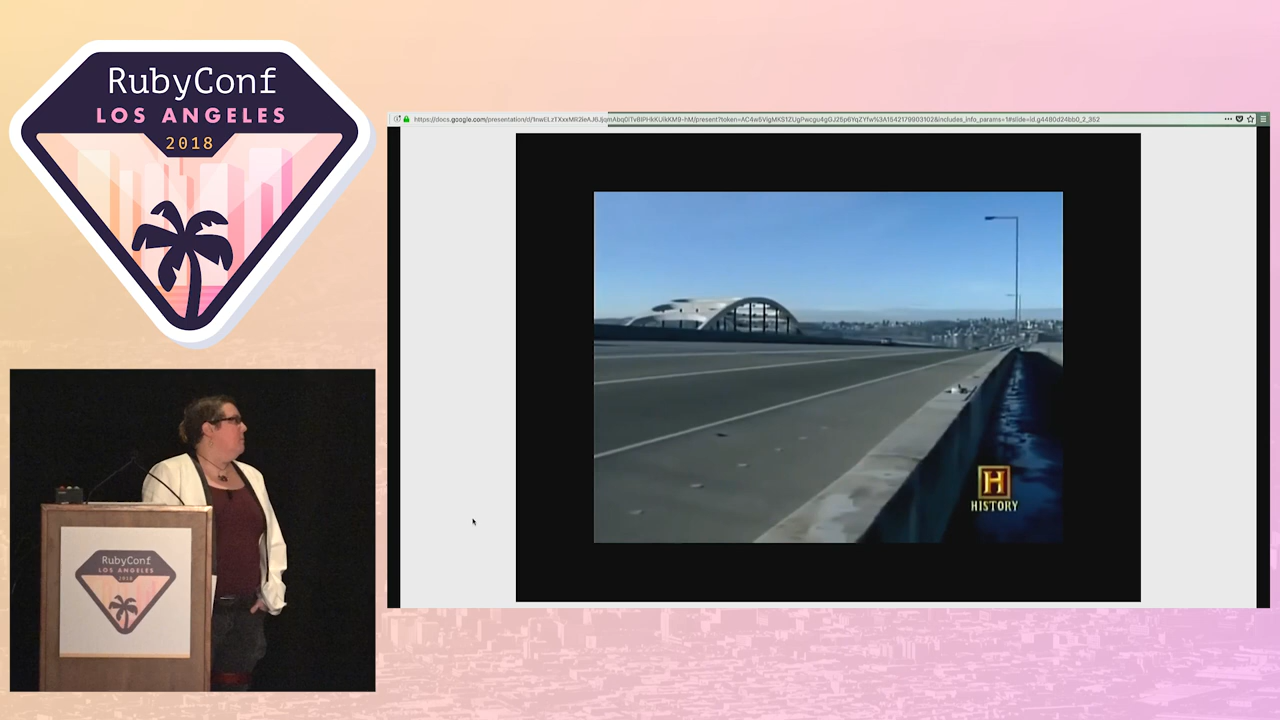 RubyConf
LOS ANGELES
2018
RubyConf
LOS ANGELES
2018
H
HISTORY